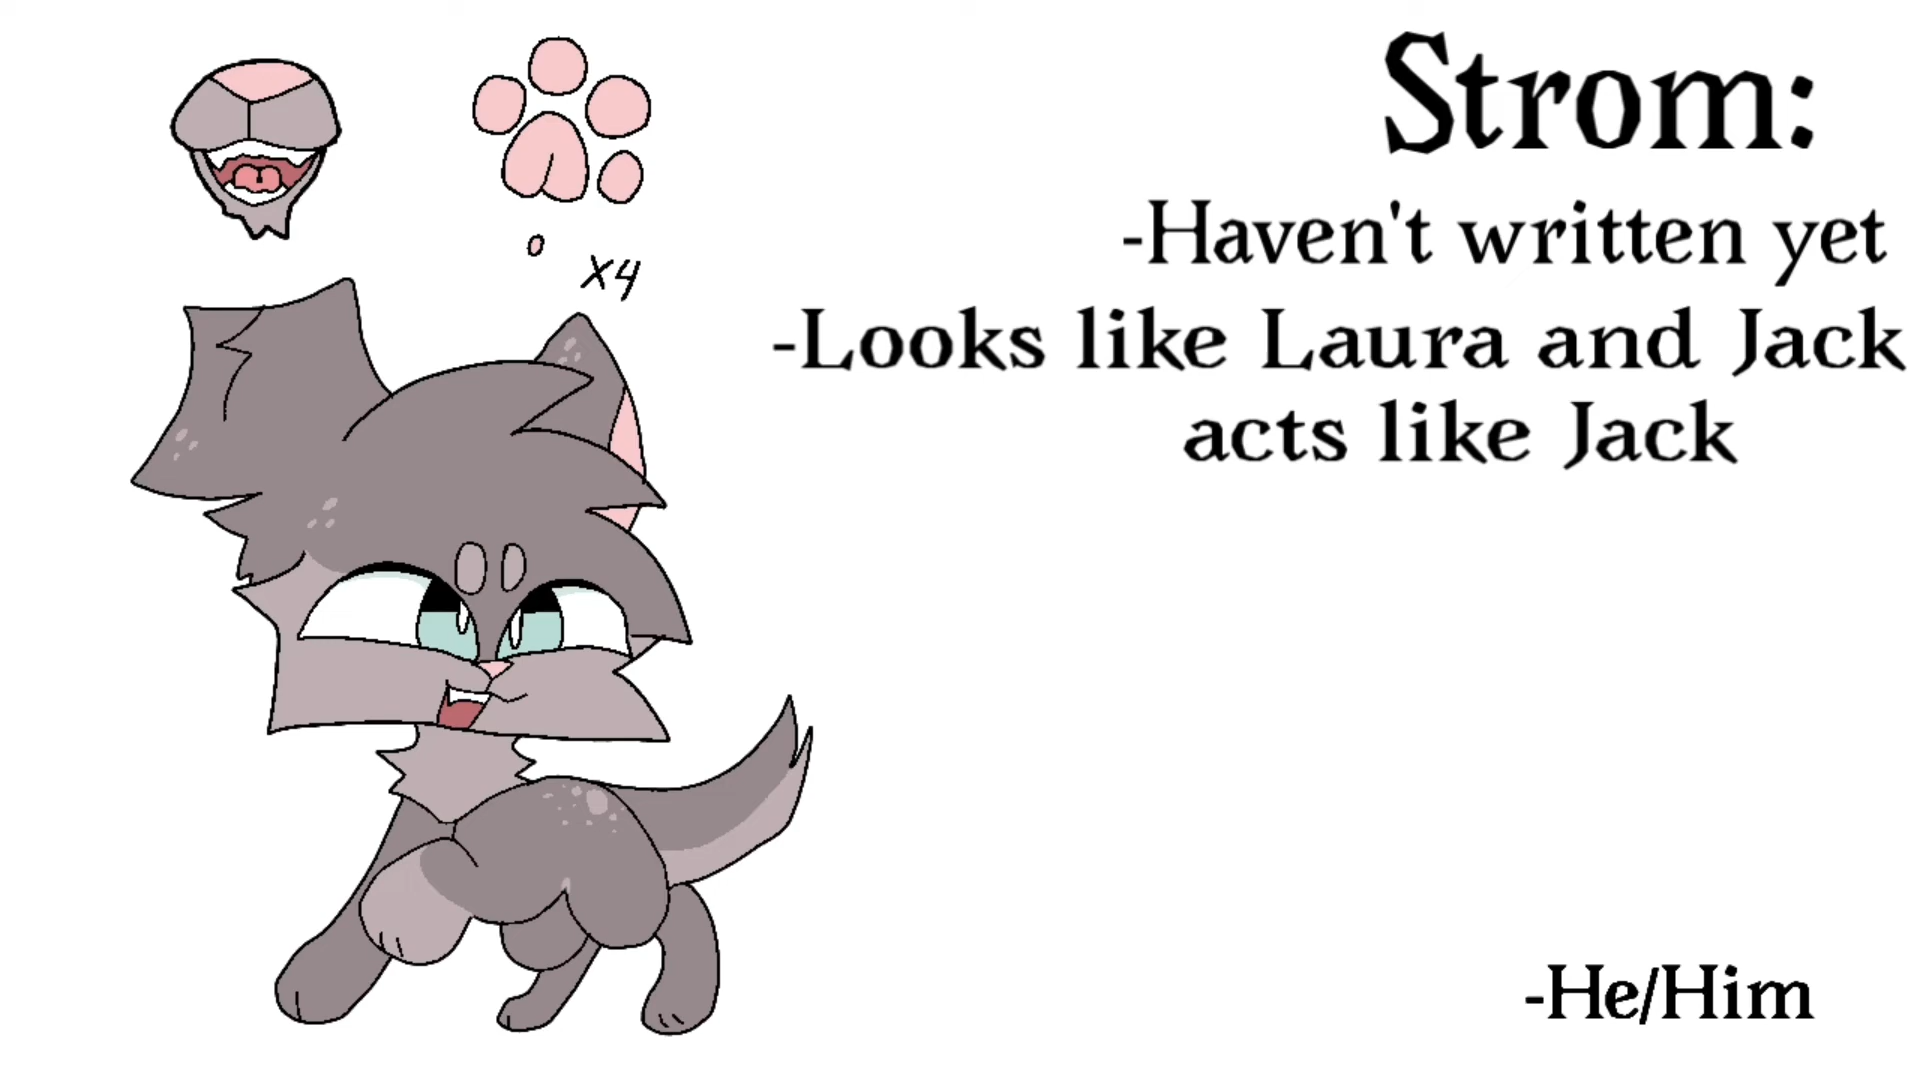 x4
Strom:
-Haven't written yet
-Looks like Laura and Jack
acts like Jack
-He/Him